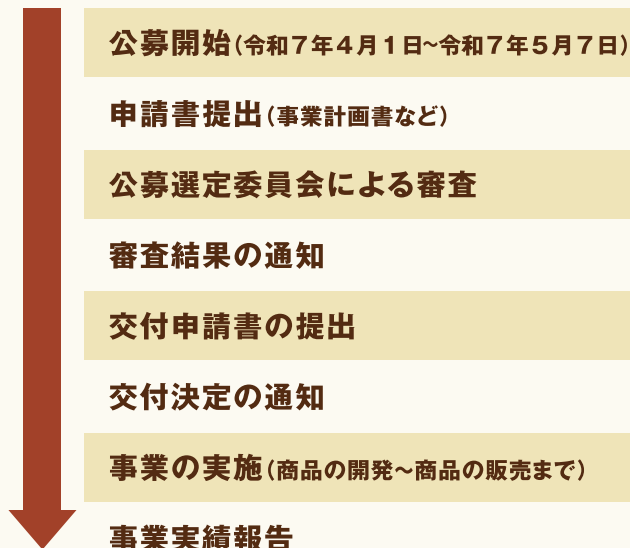 公募開始(令和７年４月１日~令和７年５月７日)
申請書提出(事業計画書など)
公募選定委員会による審査
審査結果の通知
交付申請書の提出
交付決定の通知
事業の実施(商品の開発~商品の販売まで)
事業実績報告